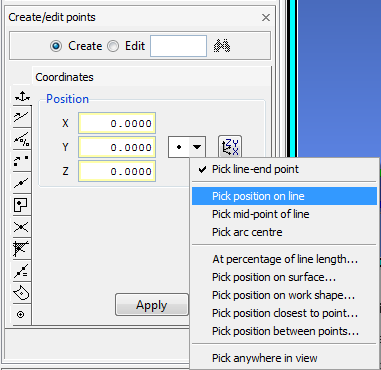 Create/edit points
Create Edit
Coordinates
Position
X 0.0000
Y 0.0000
Z 0.0000
Pick line-end point
Pick position on line
Pick mid-point of line
Pick arc centre
At percentage of line length...
Pick position on surface...
Pick position on work shape...
Pick position closest to point...
Pick position between points...
Pick anywhere in view
Apply